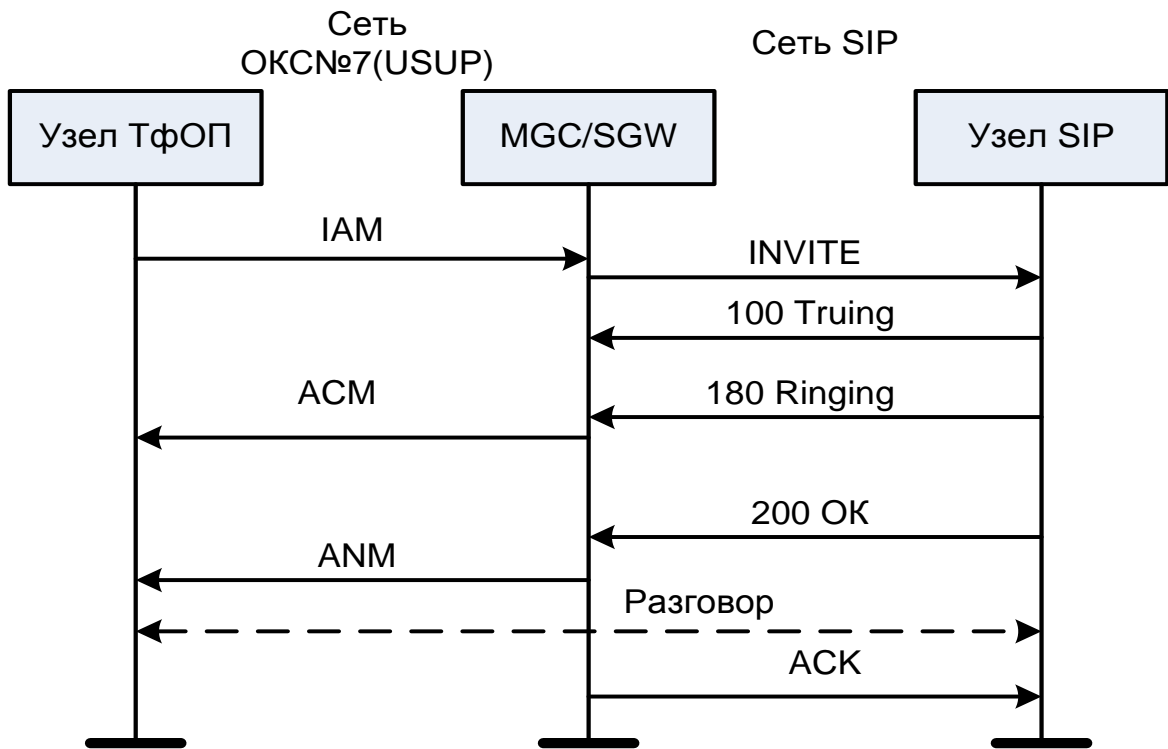 Сеть
ОКС№7(USUP)
Сеть SIP
Узел ТфОП
MGC/SGW
Узел SIP
IAM
INVITE
100 Truing
ACM
180 Ringing
200 ОК
ANM
Разговор
ACK